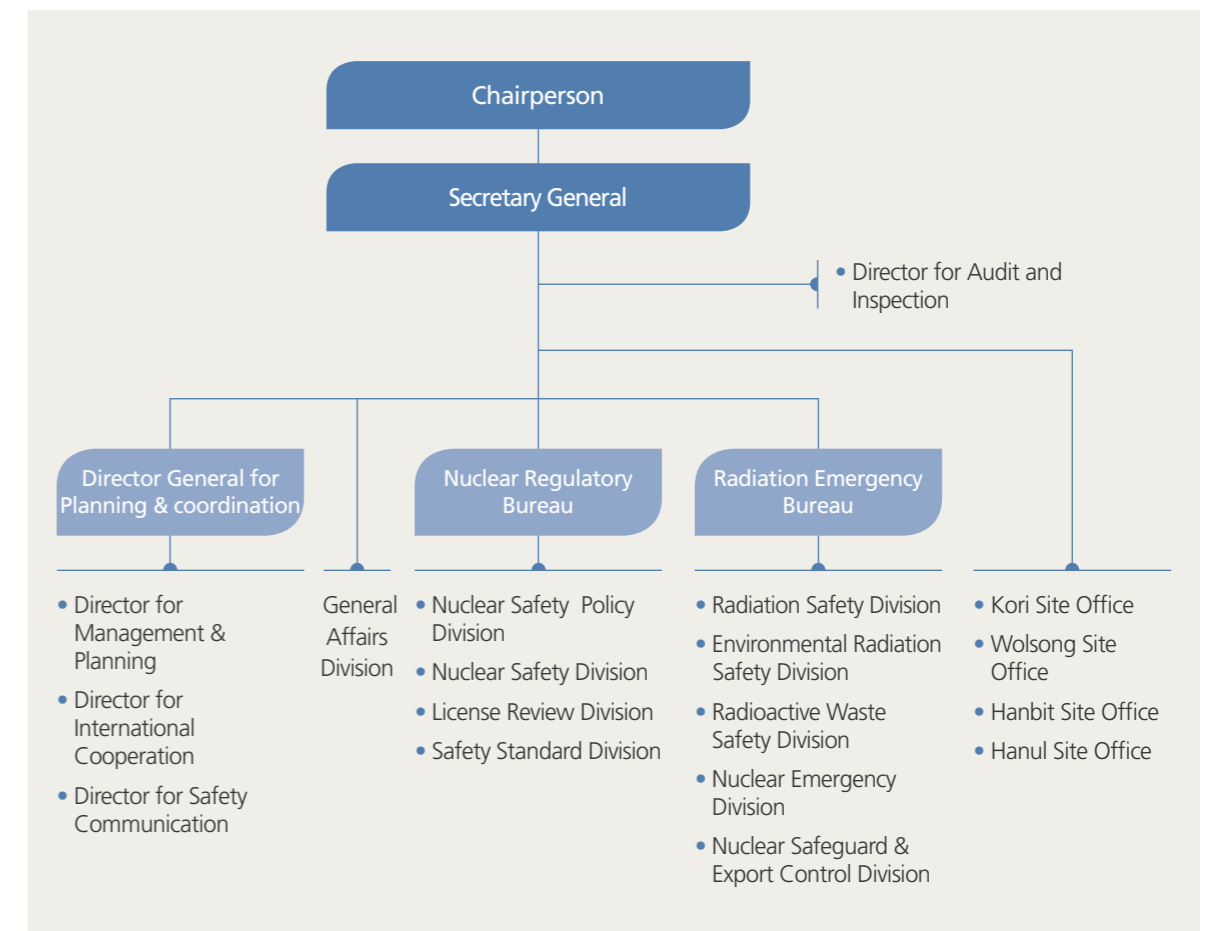 Chairperson
Secretary General
• Director for Audit and
Inspection
Director General for
Planning & coordination
Nuclear Regulatory
Bureau
Radiation Emergency
Bureau
• Director for
Management &
Planning
• Director for
International
Cooperation
• Director for Safety
Communication
General
Affairs
Division
• Nuclear Safety Policy
Division
• Nuclear Safety Division
• License Review Division
• Safety Standard Division
• Radiation Safety Division
• Environmental Radiation
Safety Division
• Radioactive Waste
Safety Division
• Nuclear Emergency
Division
• Nuclear Safeguard &
Export Control Division
• Kori Site Office
• Wolsong Site
Office
• Hanbit Site Office
• Hanul Site Office